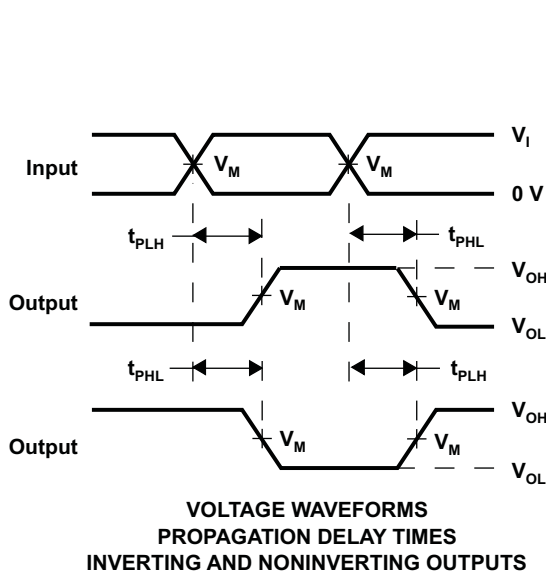 V_I
Input V_M V_M
0 V
t_PLH t_PHL
V_OH
Output V_M V_M
V_OL
t_PHL t_PLH
V_OH
Output V_M V_M
V_OL
VOLTAGE WAVEFORMS
PROPAGATION DELAY TIMES
INVERTING AND NONINVERTING OUTPUTS